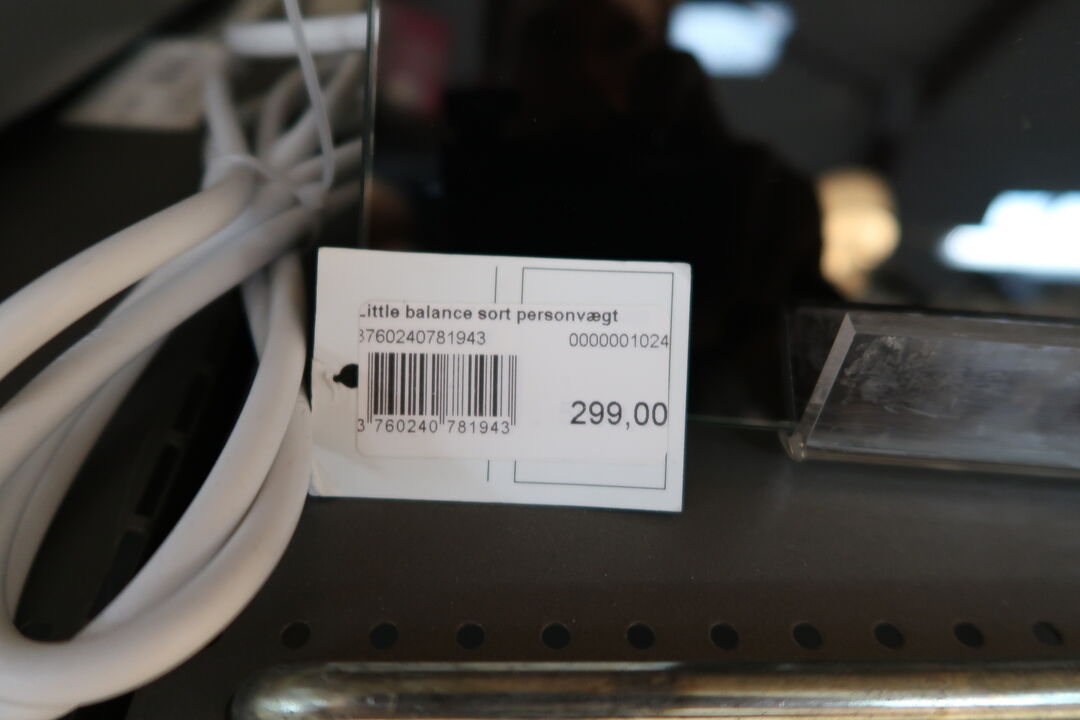 Little balance sort personvægt
3760240781943 0000001024
299,00
3 760240 781943